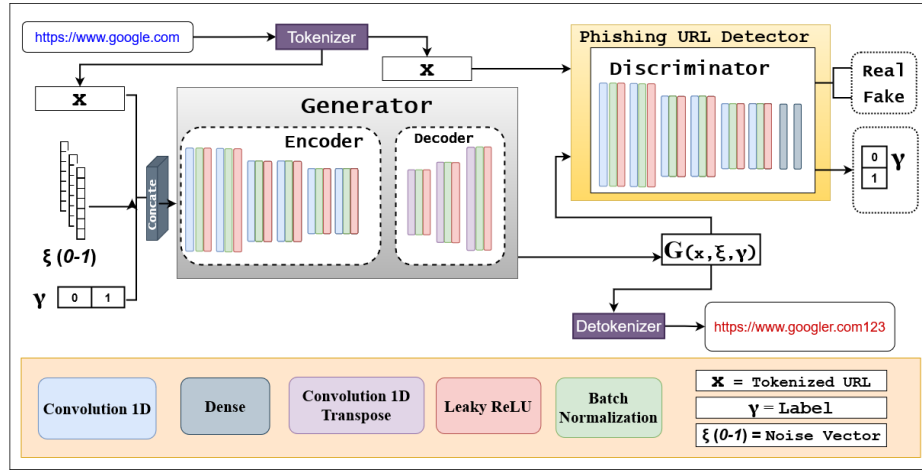 https://www.google.com
Tokenizer
x
x
ξ (0-1)
γ 0 1
Concate
Generator
Encoder
Decoder
Phishing URL Detector
Discriminator
Real
Fake
0
1
γ
G(x,ξ,γ)
Detokenizer
https://www.googler.com123
Convolution 1D
Dense
Convolution 1D
Transpose
Leaky ReLU
Batch
Normalization
x = Tokenized URL
γ = Label
ξ (0-1) = Noise Vector